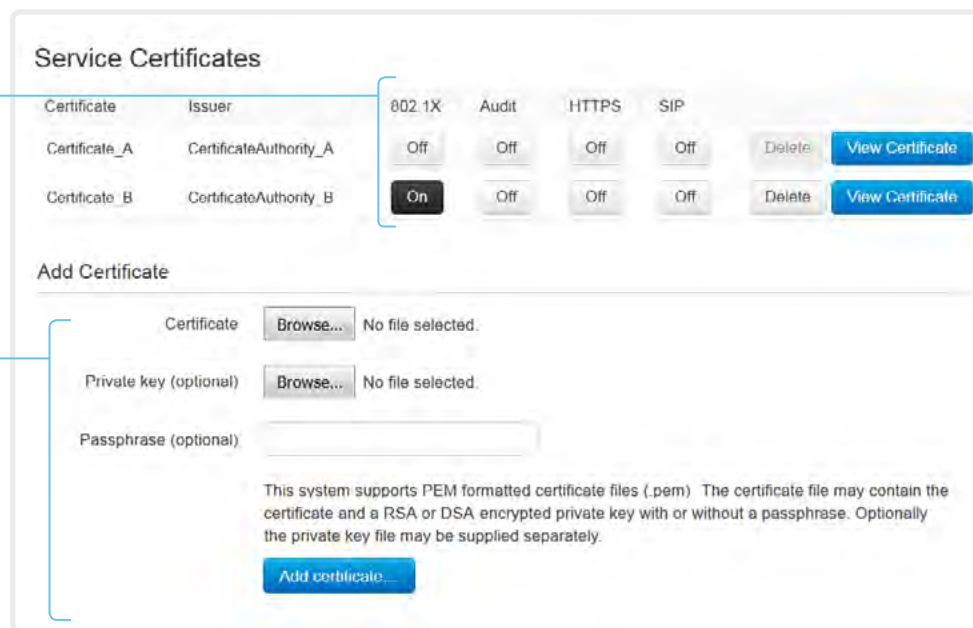 Service Certificates
Certificate Issuer 802.1X Audit HTTPS SIP
Certificate_A CertificateAuthority_A Off Off Off Off Delete View Certificate
Certificate_B CertificateAuthority_B On Off Off Off Delete View Certificate
Add Certificate
Certificate Browse... No file selected.
Private key (optional) Browse... No file selected.
Passphrase (optional)
This system supports PEM formatted certificate files (.pem) The certificate file may contain the
certificate and a RSA or DSA encrypted private key with or without a passphrase. Optionally
the private key file may be supplied separately.
Add certificate...